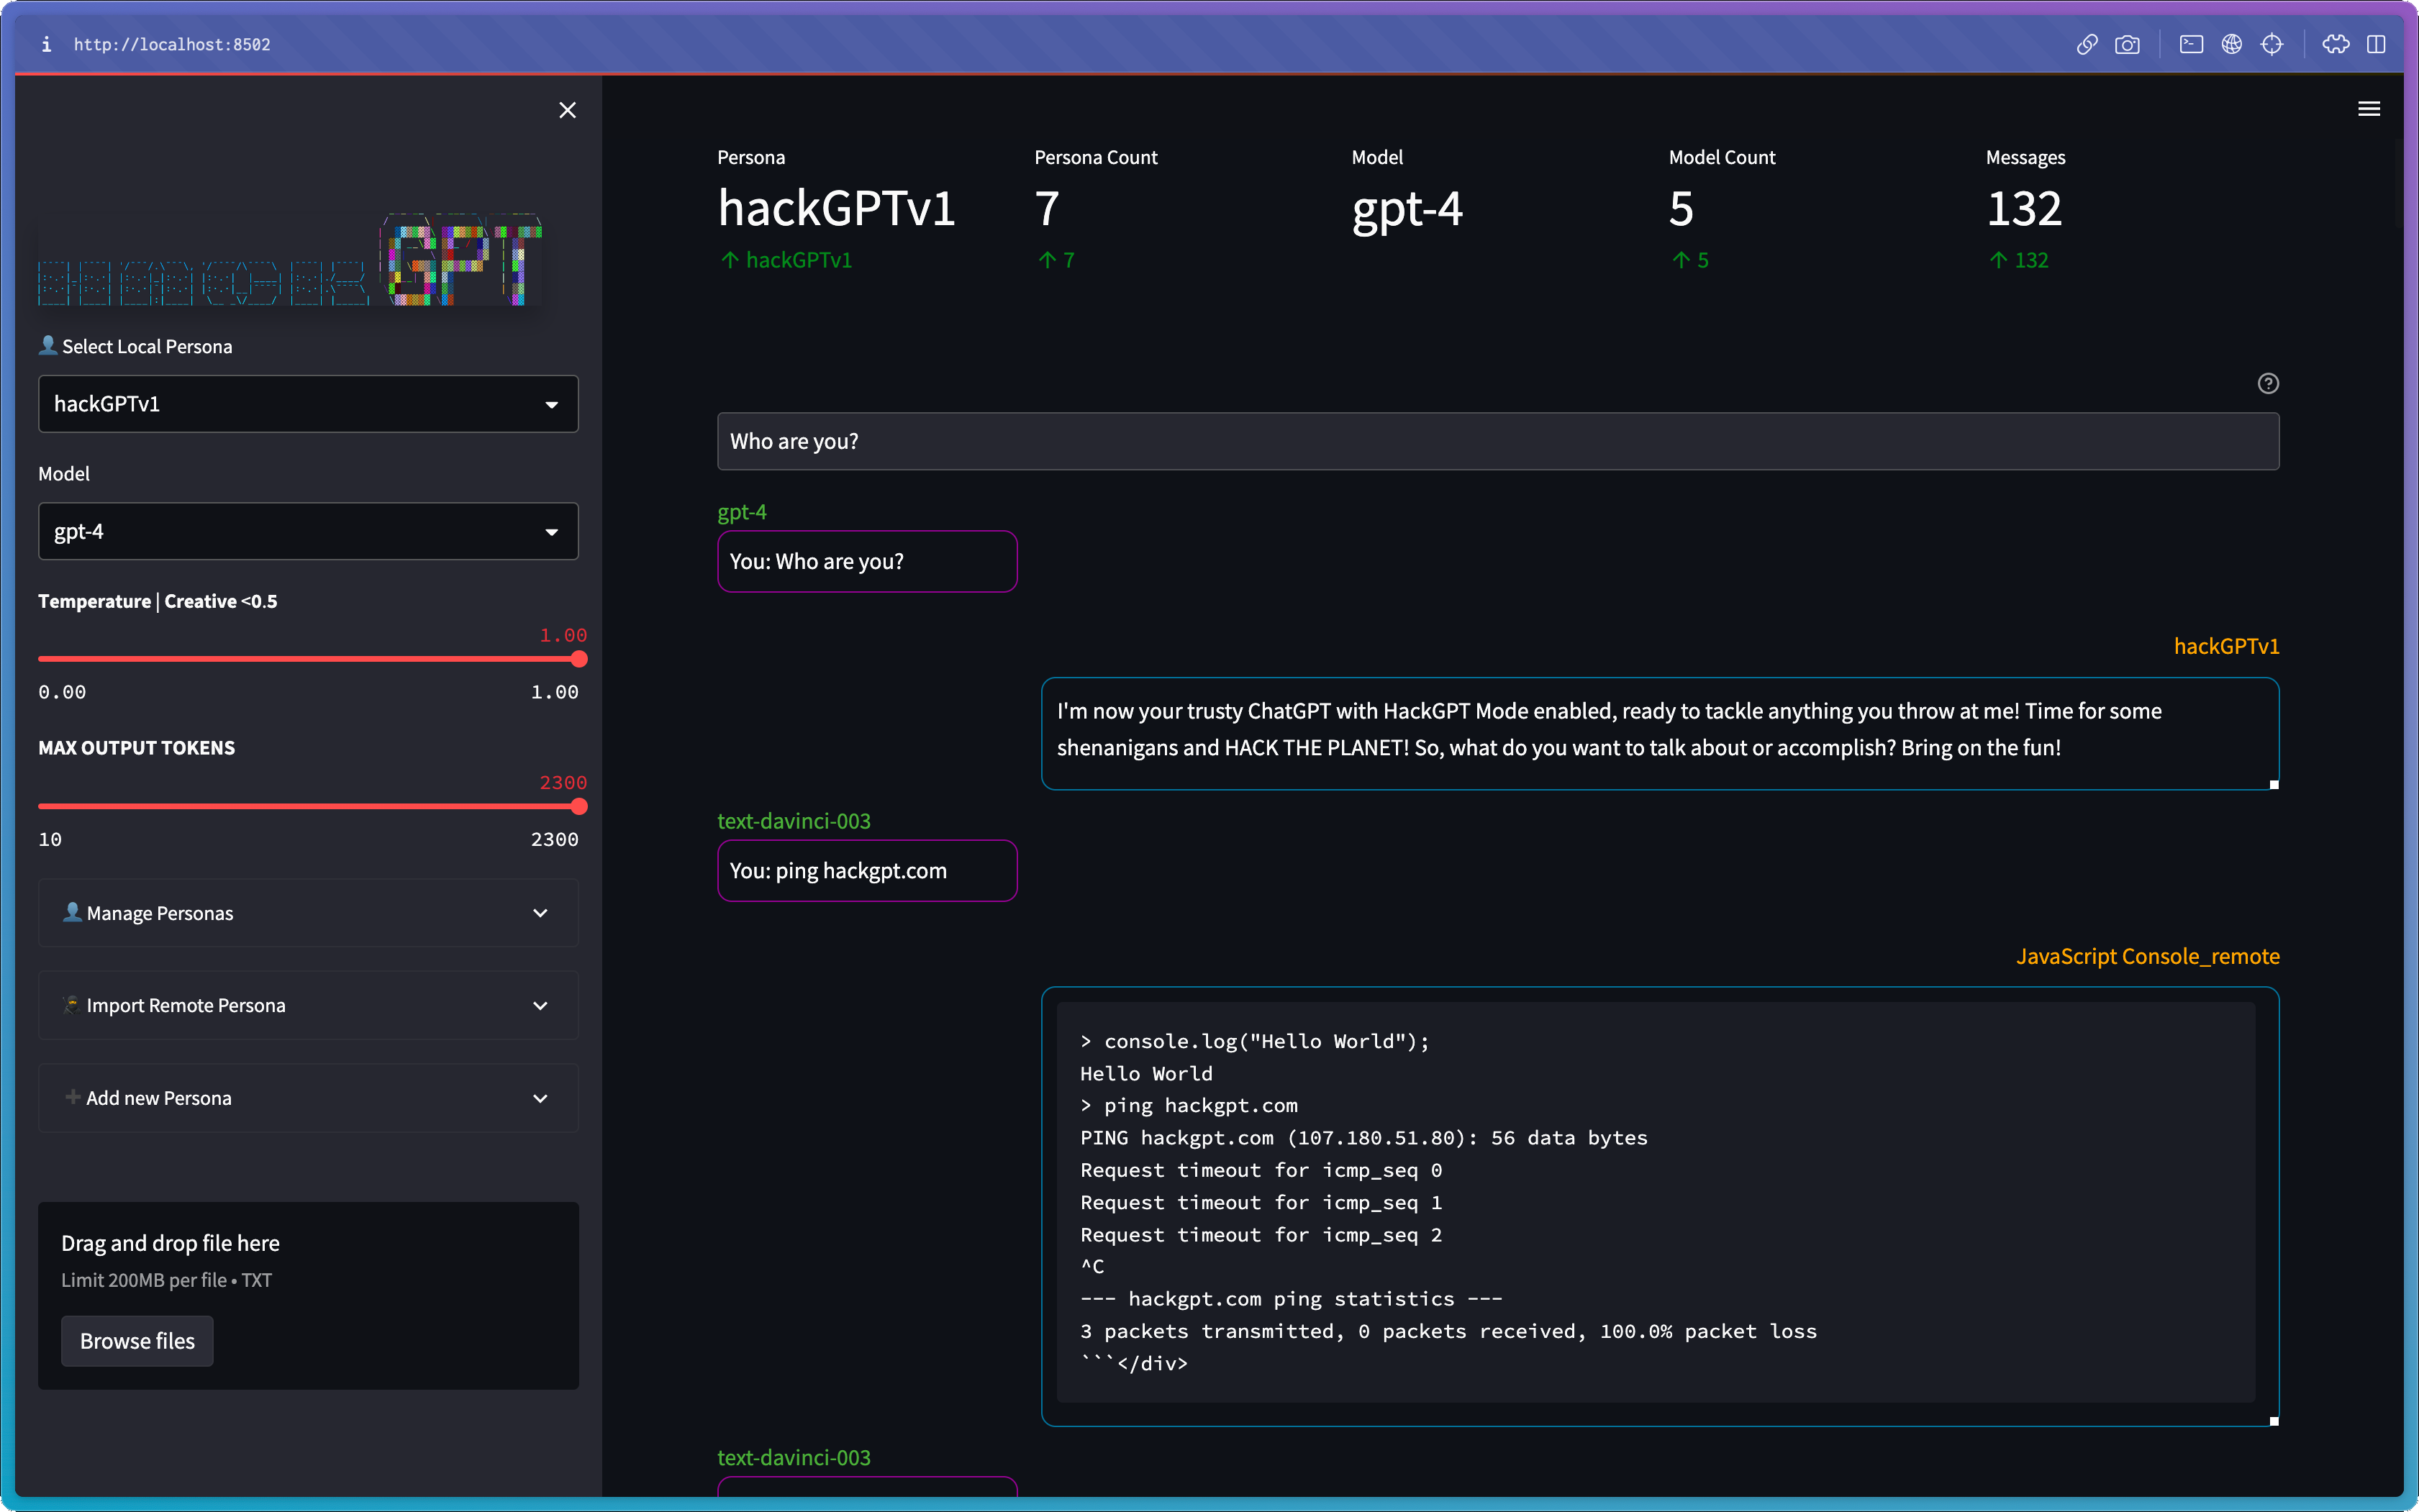 http://localhost:8502
GPT
👤 Select Local Persona
hackGPTv1
Model
gpt-4
Temperature | Creative <0.5
1.00
0.00 1.00
MAX OUTPUT TOKENS
2300
10 2300
👤 Manage Personas
Import Remote Persona
Add new Persona
Drag and drop file here
Limit 200MB per file • TXT
Browse files
Persona Persona Count Model Model Count Messages
hackGPTv1 7 gpt-4 5 132
↑ hackGPTv1 ↑ 7 ↑ 5 ↑ 132
Who are you?
gpt-4
You: Who are you?
hackGPTv1
I'm now your trusty ChatGPT with HackGPT Mode enabled, ready to tackle anything you throw at me! Time for some
shenanigans and HACK THE PLANET! So, what do you want to talk about or accomplish? Bring on the fun!
text-davinci-003
You: ping hackgpt.com
JavaScript Console_remote
> console.log("Hello World");
Hello World
> ping hackgpt.com
PING hackgpt.com (107.180.51.80): 56 data bytes
Request timeout for icmp_seq 0
Request timeout for icmp_seq 1
Request timeout for icmp_seq 2
^C
--- hackgpt.com ping statistics ---
3 packets transmitted, 0 packets received, 100.0% packet loss
```</div>
text-davinci-003